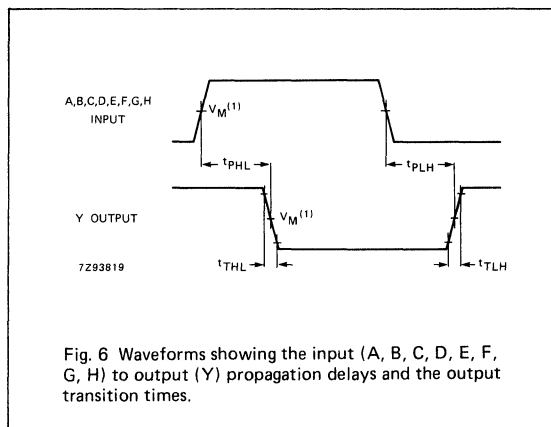 A,B,C,D,E,F,G,H
INPUT
VM(1)
tPHL
tPLH
Y OUTPUT
VM(1)
7Z93819
tTHL
tTLH
Fig. 6 Waveforms showing the input (A, B, C, D, E, F,
G, H) to output (Y) propagation delays and the output
transition times.